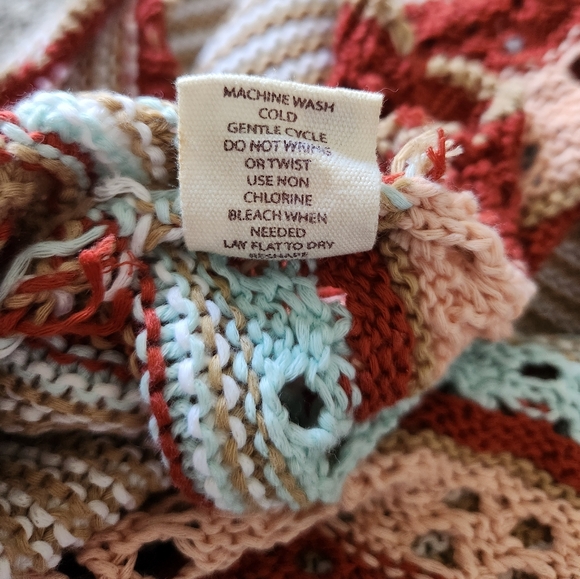 MACHINE WASH
COLD
GENTLE CYCLE
DO NOT WRING
OR TWIST
USE NON
CHLORINE
BLEACH WHEN
NEEDED
LAY FLAT TO DRY
RESHAPE